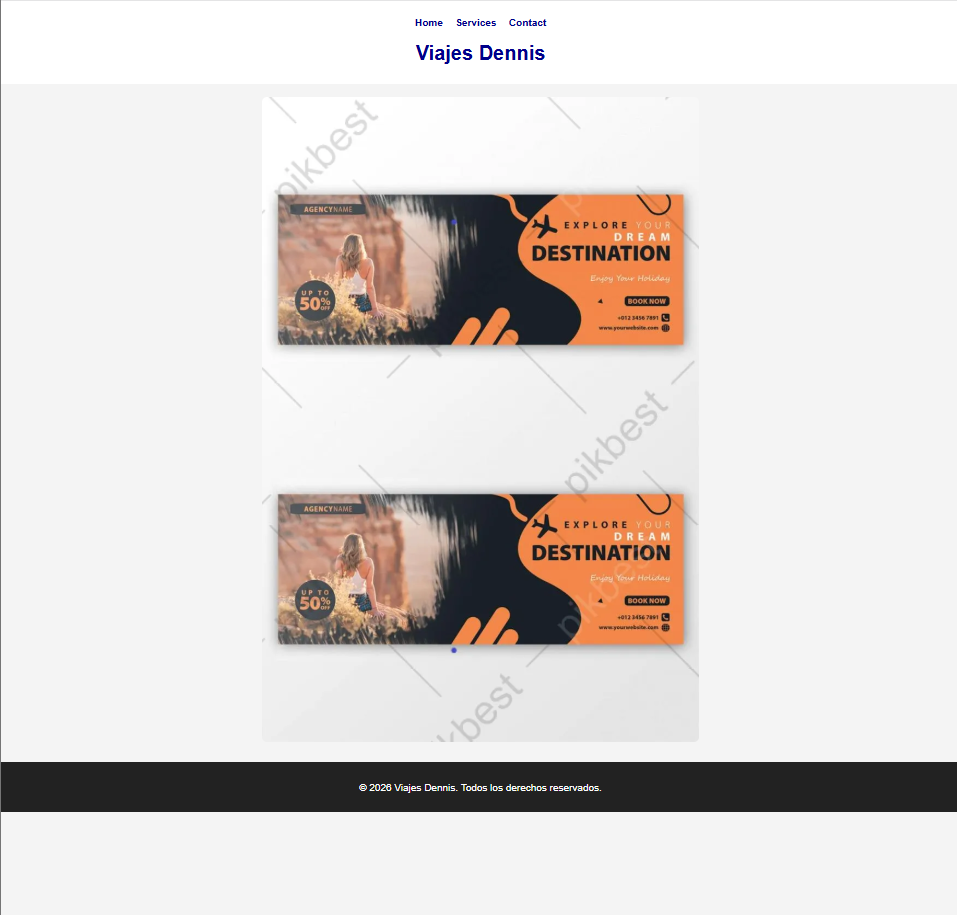 Home Services Contact
Viajes Dennis
pikbest
AGENCYNAME
EXPLORE YOUR
DREAM
DESTINATION
Enjoy Your Holiday
UP TO
50% OFF
BOOK NOW
+012 3456 7891
www.yourwebsite.com
pikbest
AGENCYNAME
EXPLORE YOUR
DREAM
DESTINATION
Enjoy Your Holiday
UP TO
50% OFF
BOOK NOW
+012 3456 7891
www.yourwebsite.com
pikbest
kbest
© 2026 Viajes Dennis. Todos los derechos reservados.